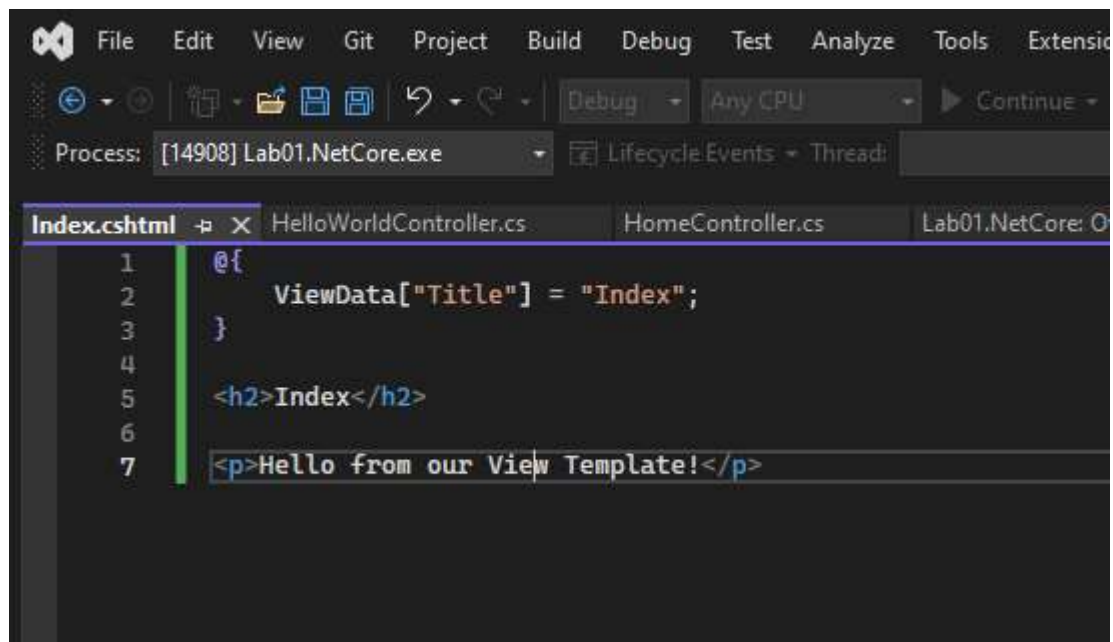 File Edit View Git Project Build Debug Test Analyze Tools Extensio
Debug Any CPU Continue
Process: [14908] Lab01.NetCore.exe Lifecycle Events Thread:
Index.cshtml HelloWorldController.cs HomeController.cs Lab01.NetCore: O
1 @{
2 ViewData["Title"] = "Index";
3 }
4
5 <h2>Index</h2>
6
7 <p>Hello from our View Template!</p>